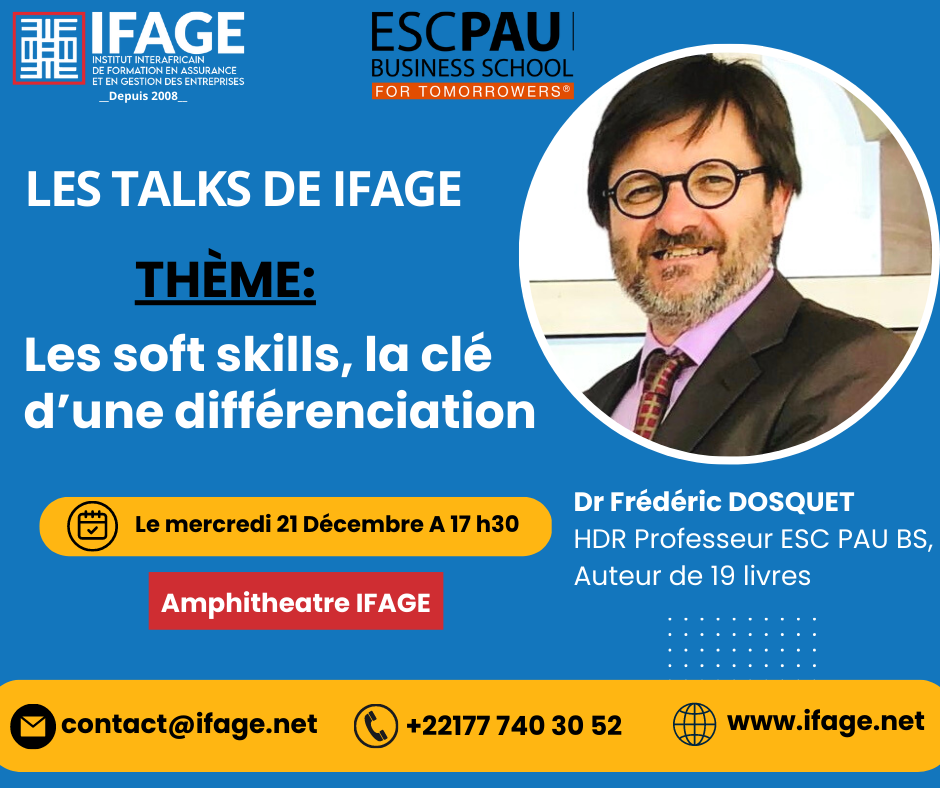 IFAGE
INSTITUT INTERAFRICAIN
DE FORMATION EN ASSURANCE
ET EN GESTION DES ENTREPRISES
__Depuis 2008__
ESCPAU
BUSINESS SCHOOL
FOR TOMORROWERS®
LES TALKS DE IFAGE
THÈME:
Les soft skills, la clé
d’une différenciation
Le mercredi 21 Décembre A 17 h30
Amphitheatre IFAGE
Dr Frédéric DOSQUET
HDR Professeur ESC PAU BS,
Auteur de 19 livres
contact@ifage.net
+22177 740 30 52
www.ifage.net